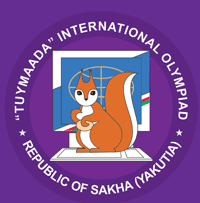 "TUYMAADA" INTERNATIONAL OLYMPIAD
REPUBLIC OF SAKHA (YAKUTIA)